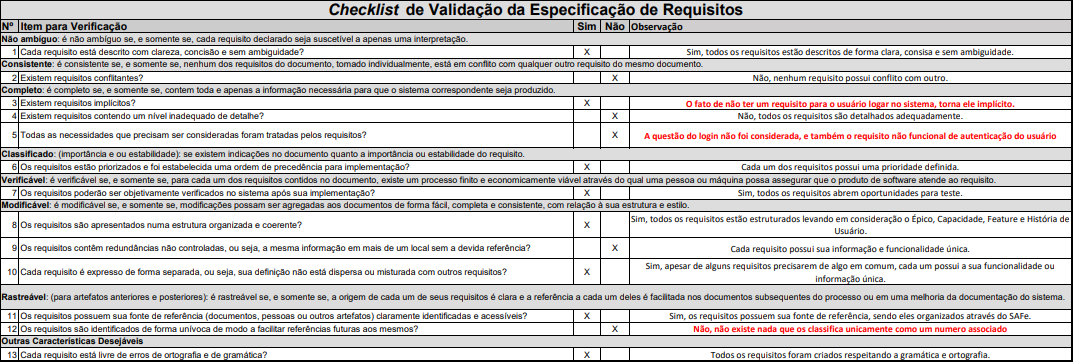 Checklist de Validação da Especificação de Requisitos
Nº Item para Verificação Sim Não Observação
Não ambiguo: é não ambíguo se, e somente se, cada requisito declarado seja suscetível a apenas uma interpretação.
1 Cada requisito está descrito com clareza, concisão e sem ambiguidade? X Sim, todos os requisitos estão descritos de forma clara, consisa e sem ambiguidade.
Consistente: é consistente se, e somente se, nenhum dos requisitos do documento, tomado individualmente, está em conflito com qualquer outro requisito do mesmo documento.
2 Existem requisitos conflitantes? X Não, nenhum requisito possui conflito com outro.
Completo: é completo se, e somente se, contem toda e apenas a informação necessária para que o sistema correspondente seja produzido.
3 Existem requisitos implícitos? X O fato de não ter um requisito para o usuário logar no sistema, torna ele implícito.
4 Existem requisitos contendo um nível inadequado de detalhe? X Não, todos os requisitos são detalhados adequadamente.
5 Todas as necessidades que precisam ser consideradas foram tratadas pelos requisitos? X A questão do login não foi considerada, e também o requisito não funcional de autenticação do usuário
Classificado: (importância e ou estabilidade): se existem indicações no documento quanto a importância ou estabilidade do requisito.
6 Os requisitos estão priorizados e foi estabelecida uma ordem de precedência para implementação? X Cada um dos requisitos possui uma prioridade definida.
Verificável: é verificável se, e somente se, para cada um dos requisitos contidos no documento, existe um processo finito e economicamente viável através do qual uma pessoa ou máquina possa assegurar que o produto de software atende ao requisito.
7 Os requisitos poderão ser objetivamente verificados no sistema após sua implementação? X Sim, todos os requisitos abrem oportunidades para teste.
Modificável: é modificável se, e somente se, modificações possam ser agregadas aos documentos de forma fácil, completa e consistente, com relação à sua estrutura e estilo.
8 Os requisitos são apresentados numa estrutura organizada e coerente? X Sim, todos os requisitos estão estruturados levando em consideração o Épico, Capacidade, Feature e História de
Usuário.
9 Os requisitos contêm redundâncias não controladas, ou seja, a mesma informação em mais de um local sem a devida referência? X Cada requisito possui sua informação e funcionalidade única.
10 Cada requisito é expresso de forma separada, ou seja, sua definição não está dispersa ou misturada com outros requisitos? X Sim, apesar de alguns requisitos precisarem de algo em comum, cada um possui a sua funcionalidade ou
informação única.
Rastreável: (para artefatos anteriores e posteriores): é rastreável se, e somente se, a origem de cada um de seus requisitos é clara e a referência a cada um deles é facilitada nos documentos subsequentes do processo ou em uma melhoria da documentação do sistema.
11 Os requisitos possuem sua fonte de referência (documentos, pessoas ou outros artefatos) claramente identificadas e acessíveis? X Sim, os requisitos possuem sua fonte de referência, sendo eles organizados através do SAFe.
12 Os requisitos são identificados de forma unívoca de modo a facilitar referências futuras aos mesmos? X Não, não existe nada que os classifica unicamente como um numero associado
Outras Características Desejáveis
13 Cada requisito está livre de erros de ortografia e de gramática? X Todos os requisitos foram criados respeitando a gramática e ortografia.